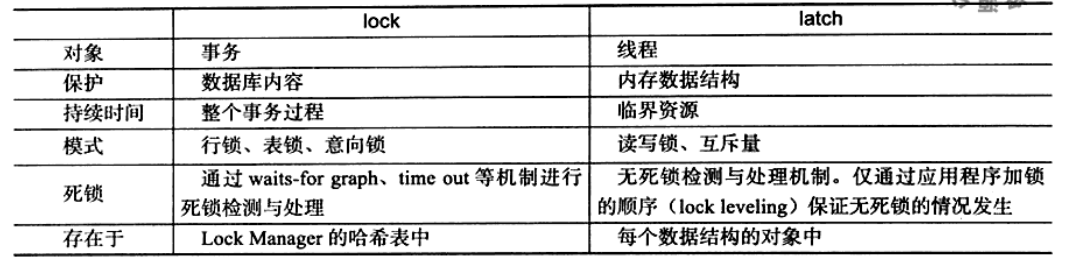 lock latch
对象 事务 线程
保护 数据库内容 内存数据结构
持续时间 整个事务过程 临界资源
模式 行锁、表锁、意向锁 读写锁、互斥量
死锁 通过 waits-for graph、time out 等机制进行死锁检测与处理 无死锁检测与处理机制。仅通过应用程序加锁的顺序（lock leveling）保证无死锁的情况发生
存在于 Lock Manager 的哈希表中 每个数据结构的对象中